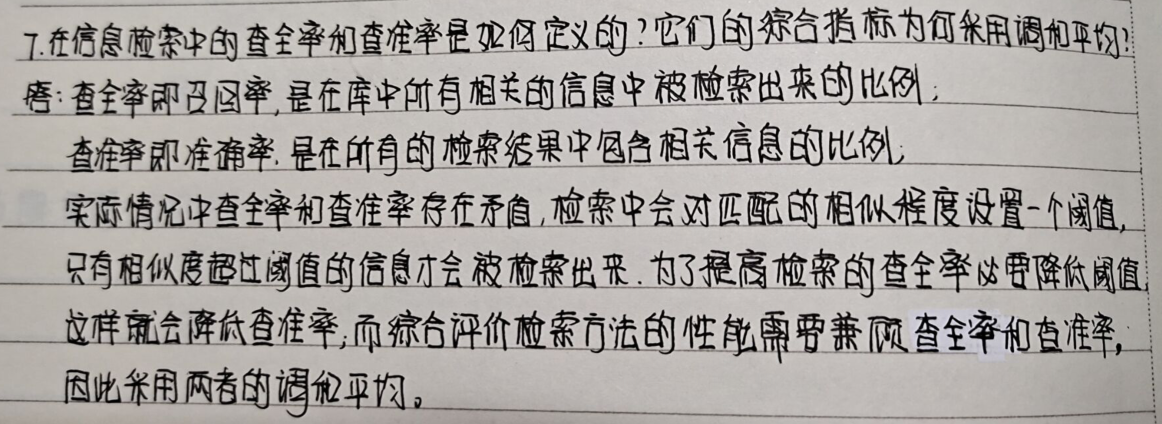 7.在信息检索中的查全率和查准率是如何定义的?它们的综合指标为何采用调和平均?
答:查全率即召回率,是在库中所有相关的信息中被检索出来的比例;
查准率即准确率.是在所有的检索结果中包含相关信息的比例;
实际情况中查全率和查准率存在矛盾,检索中会对匹配的相似程度设置一个阈值,
只有相似度超过阈值的信息才会被检索出来.为了提高检索的查全率必要降低阈值,
这样就会降低查准率;而综合评价检索方法的性能需要兼顾查全率和查准率,
因此采用两者的调和平均。